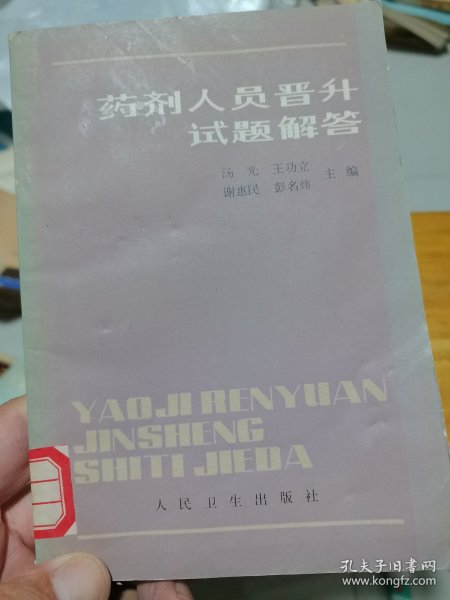 药剂人员晋升
试题解答
汤光 王功立
谢惠民 彭名炜 主编
YAOJI RENYUAN
JINSHENG
SHITI JIEDA
人民卫生出版社
孔夫子旧书网
www.kongfz.com